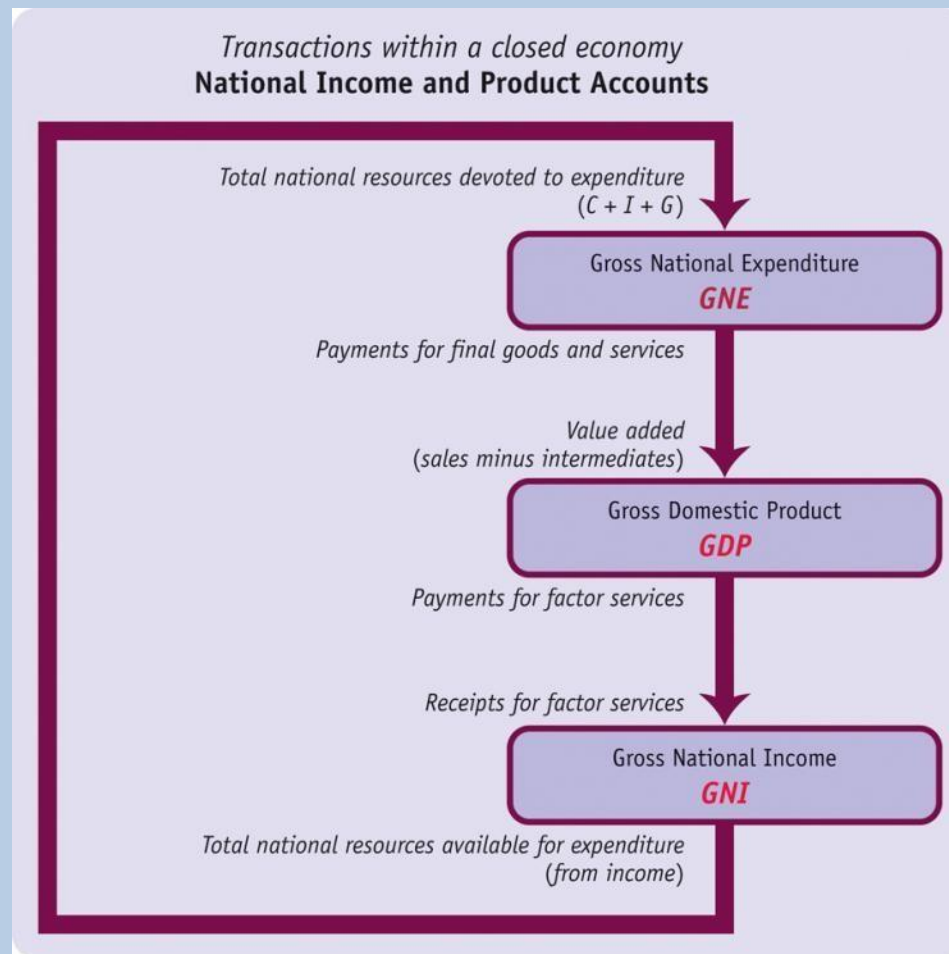 Transactions within a closed economy
National Income and Product Accounts
Total national resources devoted to expenditure
(C + I + G)
Gross National Expenditure
GNE
Payments for final goods and services
Value added
(sales minus intermediates)
Gross Domestic Product
GDP
Payments for factor services
Receipts for factor services
Gross National Income
GNI
Total national resources available for expenditure
(from income)